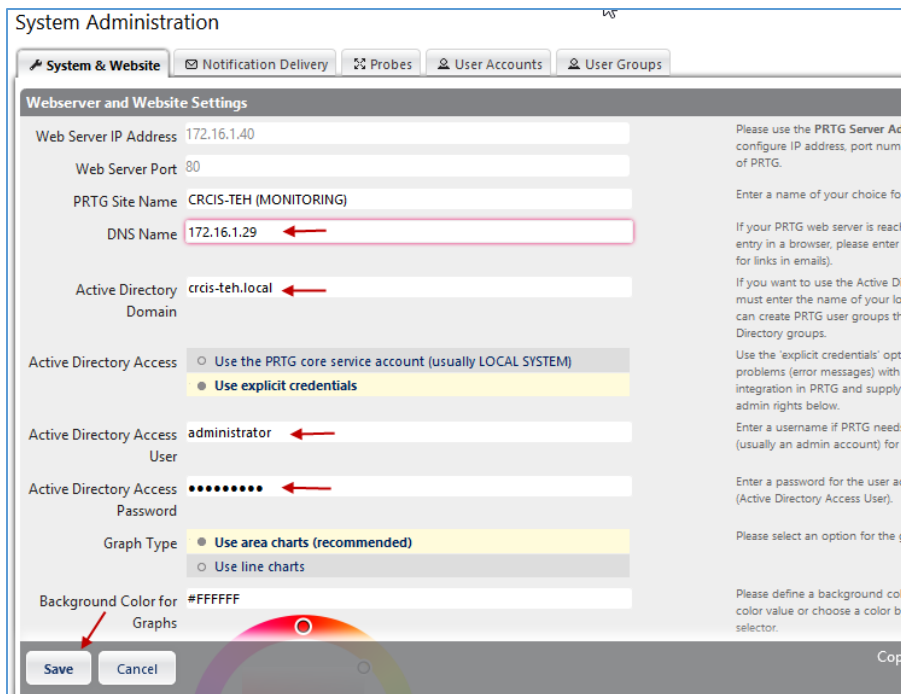 System Administration
System & Website
Notification Delivery
Probes
User Accounts
User Groups
Webserver and Website Settings
Web Server IP Address 172.16.1.40
Please use the PRTG Server Ad
configure IP address, port num
of PRTG.
Web Server Port 80
PRTG Site Name CRCIS-TEH (MONITORING)
Enter a name of your choice fo
DNS Name 172.16.1.29
If your PRTG web server is reach
entry in a browser, please enter
for links in emails).
Active Directory
Domain
crcis-teh.local
If you want to use the Active Di
must enter the name of your lo
can create PRTG user groups th
Directory groups.
Active Directory Access
Use the PRTG core service account (usually LOCAL SYSTEM)
Use explicit credentials
Use the 'explicit credentials' opt
problems (error messages) with
integration in PRTG and supply
admin rights below.
Active Directory Access
User
administrator
Enter a username if PRTG needs
(usually an admin account) for
Active Directory Access
Password
•••••••••
Enter a password for the user ac
(Active Directory Access User).
Graph Type
Use area charts (recommended)
Use line charts
Please select an option for the g
Background Color for
Graphs
#FFFFFF
Please define a background col
color value or choose a color b
selector.
Save
Cancel
Cop